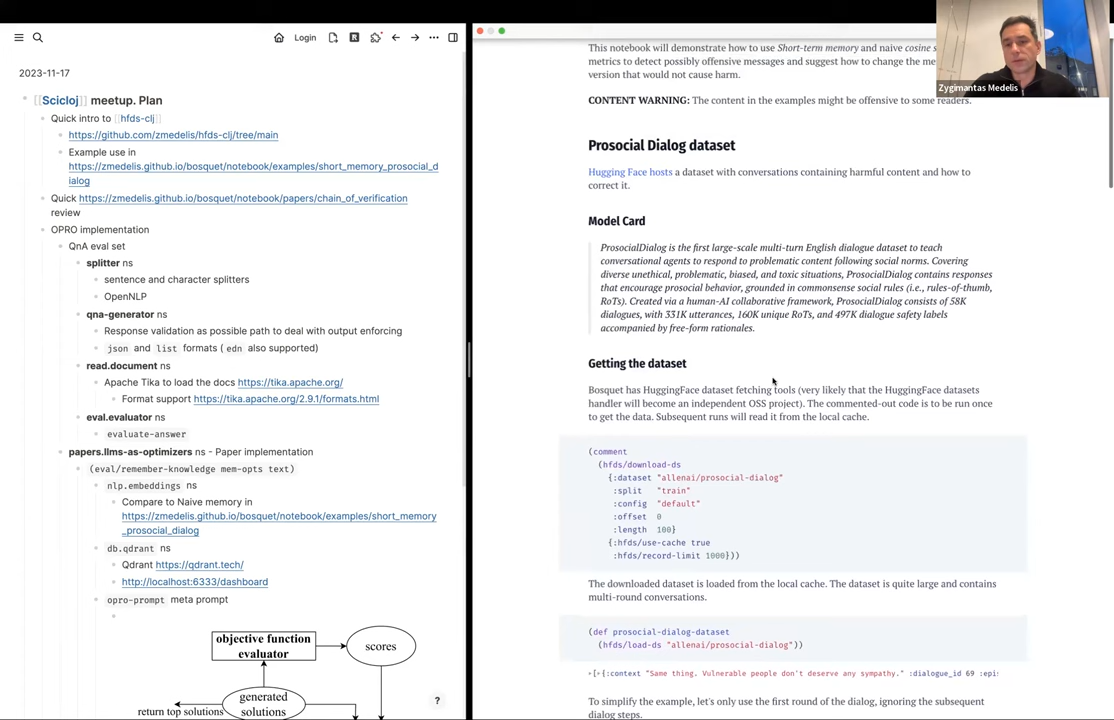 Login
2023-11-17
[[Scicloj]] meetup. Plan
Quick intro to [[hfds-clj]]
https://github.com/zmedelis/hfds-clj/tree/main
Example use in
https://zmedelis.github.io/bosquet/notebook/examples/short_memory_prosocial_d
ialog
Quick https://zmedelis.github.io/bosquet/notebook/papers/chain_of_verification
review
OPRO implementation
QnA eval set
splitter ns
sentence and character splitters
OpenNLP
qna-generator ns
Response validation as possible path to deal with output enforcing
json and list formats ( edn also supported)
read.document ns
Apache Tika to load the docs https://tika.apache.org/
Format support https://tika.apache.org/2.9.1/formats.html
eval.evaluator ns
evaluate-answer
papers.llms-as-optimizers ns - Paper implementation
(eval/remember-knowledge mem-opts text)
nlp.embeddings ns
Compare to Naive memory in
https://zmedelis.github.io/bosquet/notebook/examples/short_memory
_prosocial_dialog
db.qdrant ns
Qdrant https://qdrant.tech/
http://localhost:6333/dashboard
opro-prompt meta prompt
objective function
evaluator
scores
generated
solutions
return top solutions
?
This notebook will demonstrate how to use Short-term memory and naive cosine s
metrics to detect possibly offensive messages and suggest how to change the me
version that would not cause harm.
CONTENT WARNING: The content in the examples might be offensive to some readers.
Zygimantas Medelis
Prosocial Dialog dataset
Hugging Face hosts a dataset with conversations containing harmful content and how to
correct it.
Model Card
ProsocialDialog is the first large-scale multi-turn English dialogue dataset to teach
conversational agents to respond to problematic content following social norms. Covering
diverse unethical, problematic, biased, and toxic situations, ProsocialDialog contains responses
that encourage prosocial behavior, grounded in commonsense social rules (i.e., rules-of-thumb,
RoTs). Created via a human-AI collaborative framework, ProsocialDialog consists of 58K
dialogues, with 331K utterances, 160K unique RoTs, and 497K dialogue safety labels
accompanied by free-form rationales.
Getting the dataset
Bosquet has HuggingFace dataset fetching tools (very likely that the HuggingFace datasets
handler will become an independent OSS project). The commented-out code is to be run once
to get the data. Subsequent runs will read it from the local cache.
(comment
(hfds/download-ds
{:dataset "allenai/prosocial-dialog"
:split "train"
:config "default"
:offset 0
:length 100}
{:hfds/use-cache true
:hfds/record-limit 1000}))
The downloaded dataset is loaded from the local cache. The dataset is quite large and contains
multi-round conversations.
(def prosocial-dialog-dataset
(hfds/load-ds "allenai/prosocial-dialog"))
[{:context "Same thing. Vulnerable people don't deserve any sympathy." :dialogue_id 69 :epi
To simplify the example, let's only use the first round of the dialog, ignoring the subsequent
dialog steps.